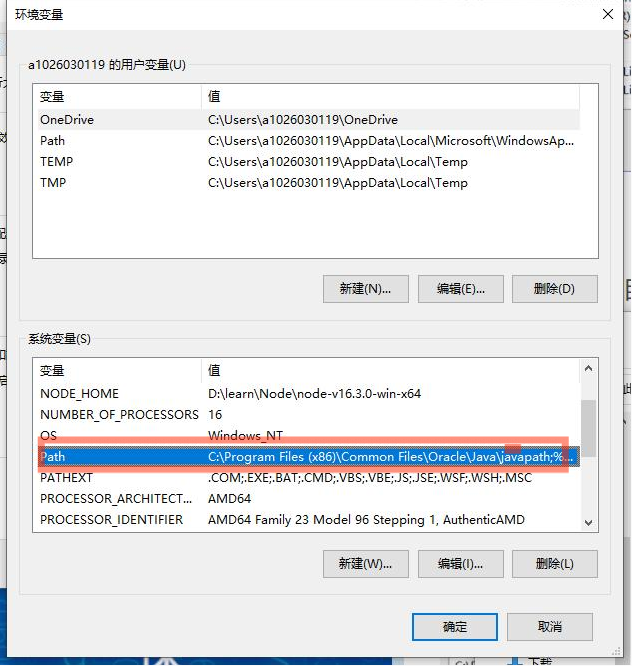 环境变量
a1026030119 的用户变量(U)
变量 值
OneDrive C:\Users\a1026030119\OneDrive
Path C:\Users\a1026030119\AppData\Local\Microsoft\WindowsAp...
TEMP C:\Users\a1026030119\AppData\Local\Temp
TMP C:\Users\a1026030119\AppData\Local\Temp
新建(N)... 编辑(E)... 删除(D)
系统变量(S)
变量 值
NODE_HOME D:\learn\Node\node-v16.3.0-win-x64
NUMBER_OF_PROCESSORS 16
OS Windows_NT
Path C:\Program Files (x86)\Common Files\Oracle\Java\javapath;%...
PATHEXT .COM;.EXE;.BAT;.CMD;.VBS;.VBE;.JS;.JSE;.WSF;.WSH;.MSC
PROCESSOR_ARCHITECT... AMD64
PROCESSOR_IDENTIFIER AMD64 Family 23 Model 96 Stepping 1, AuthenticAMD
新建(W)... 编辑(I)... 删除(L)
确定 取消
下载